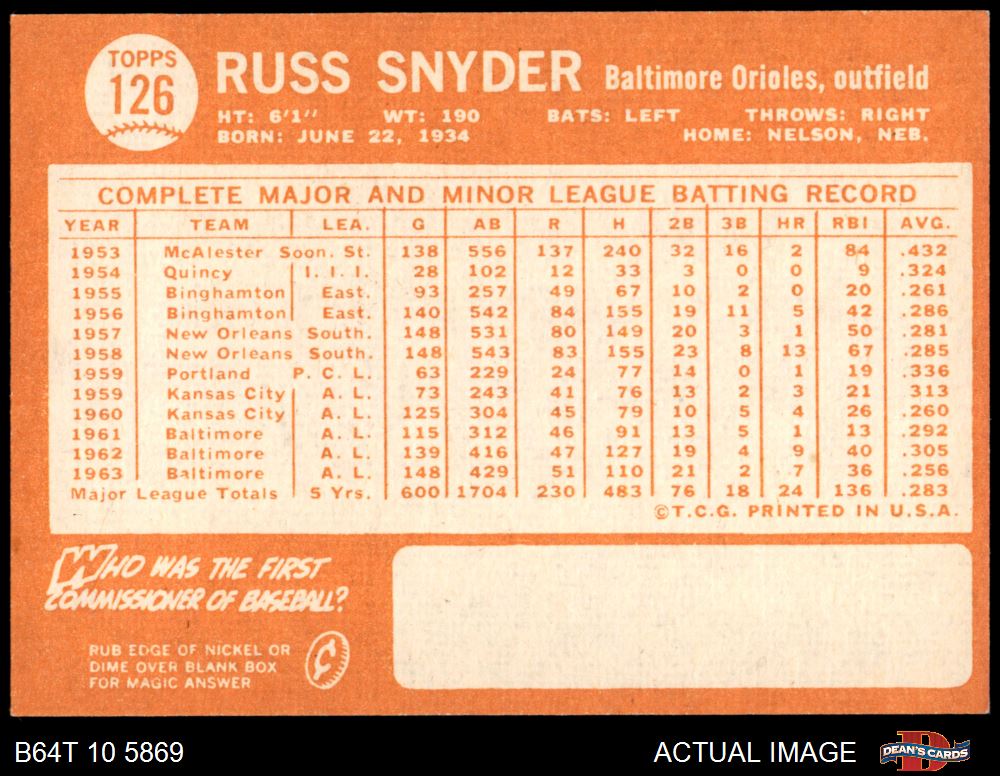 TOPPS
126
RUSS SNYDER Baltimore Orioles, outfield
HT: 6'1" WT: 190 BATS: LEFT THROWS: RIGHT
BORN: JUNE 22, 1934 HOME: NELSON, NEB.
COMPLETE MAJOR AND MINOR LEAGUE BATTING RECORD
YEAR TEAM LEA. G AB R H 2B 3B HR RBI AVG.
1953 McAlester Soon. St. 138 556 137 240 32 16 2 84 .432
1954 Quincy I. I. I. 28 102 12 33 3 0 0 9 .324
1955 Binghamton East. 93 257 49 67 10 2 0 20 .261
1956 Binghamton East. 140 542 84 155 19 11 5 42 .286
1957 New Orleans South. 148 531 80 149 20 3 1 50 .281
1958 New Orleans South. 148 543 83 155 23 8 13 67 .285
1959 Portland P. C. L. 63 229 24 77 14 0 1 19 .336
1959 Kansas City A. L. 73 243 41 76 13 2 3 21 .313
1960 Kansas City A. L. 125 304 45 79 10 5 4 26 .260
1961 Baltimore A. L. 115 312 46 91 13 5 1 13 .292
1962 Baltimore A. L. 139 416 47 127 19 4 9 40 .305
1963 Baltimore A. L. 148 429 51 110 21 2 7 36 .256
Major League Totals 5 Yrs. 600 1704 230 483 76 18 24 136 .283
©T.C.G. PRINTED IN U.S.A.
WHO WAS THE FIRST
COMMISSIONER OF BASEBALL?
RUB EDGE OF NICKEL OR
DIME OVER BLANK BOX
FOR MAGIC ANSWER
¢
B64T 10 5869 ACTUAL IMAGE DEAN'S CARDS